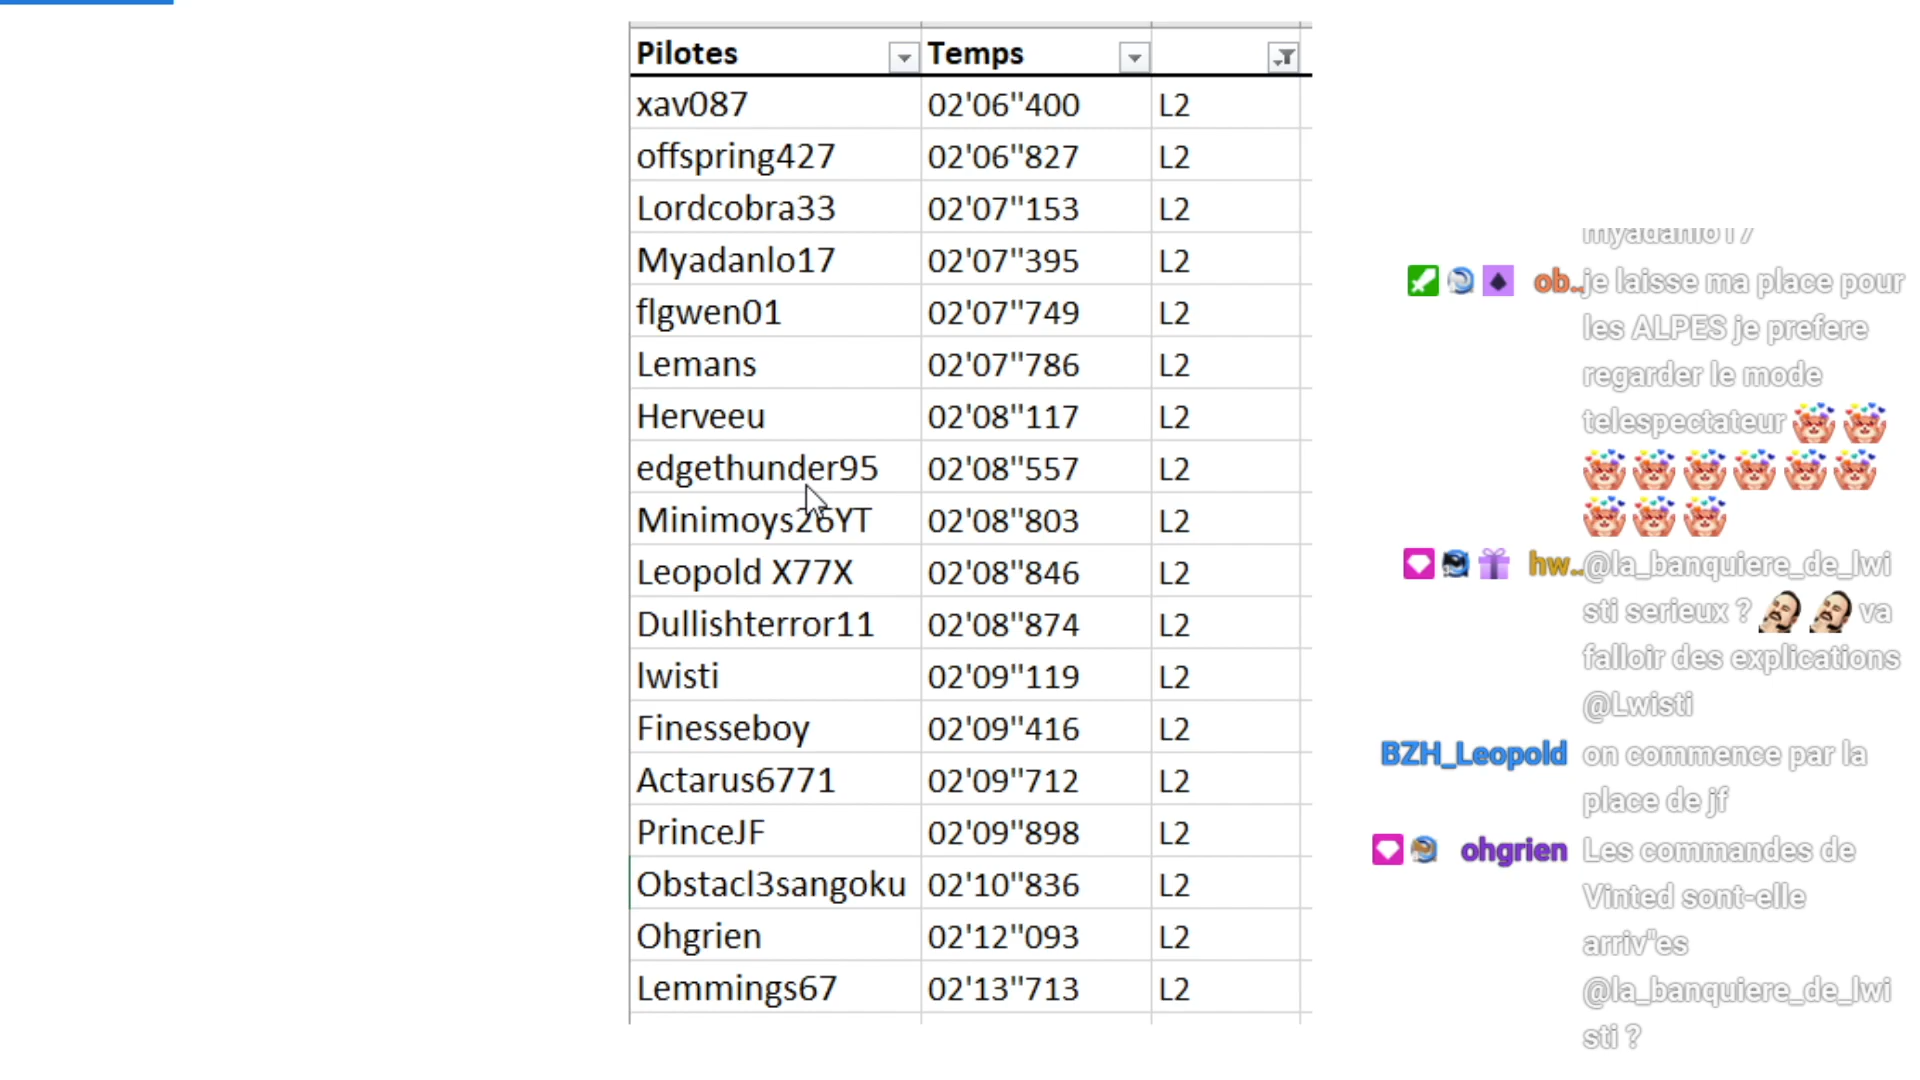 Pilotes Temps
xav087 02'06"400 L2
offspring427 02'06"827 L2
Lordcobra33 02'07"153 L2
Myadanlo17 02'07"395 L2
flgwen01 02'07"749 L2
Lemans 02'07"786 L2
Herveeu 02'08"117 L2
edgethunder95 02'08"557 L2
Minimoys26YT 02'08"803 L2
Leopold X77X 02'08"846 L2
Dullishterror11 02'08"874 L2
lwisti 02'09"119 L2
Finesseboy 02'09"416 L2
Actarus6771 02'09"712 L2
PrinceJF 02'09"898 L2
Obstacl3sangoku 02'10"836 L2
Ohgrien 02'12"093 L2
Lemmings67 02'13"713 L2
myadanlo17
ob.. je laisse ma place pour
les ALPES je prefere
regarder le mode
telespectateur
hw.. @la_banquiere_de_lwi
sti serieux ? va
falloir des explications
@Lwisti
BZH_Leopold on commence par la
place de jf
ohgrien Les commandes de
Vinted sont-elle
arriv"es
@la_banquiere_de_lwi
sti ?